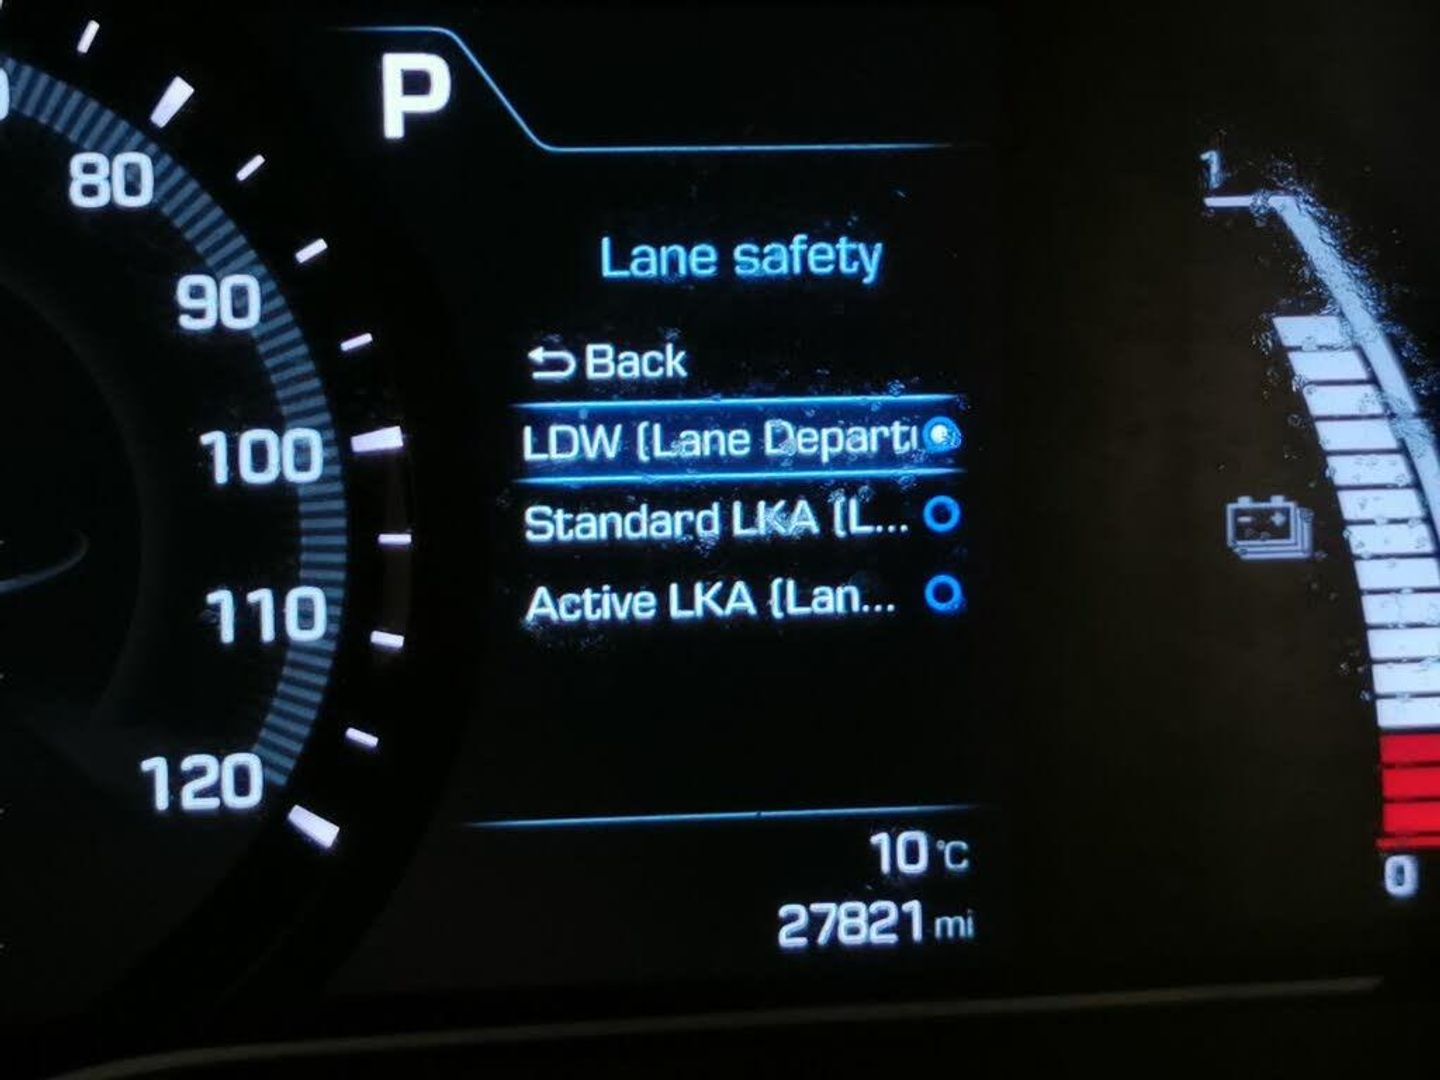 P
80
90
100
110
120
Lane safety
Back
LDW (Lane Departi
Standard LKA (L...
Active LKA (Lan...
10 °C
27821 mi
1
0